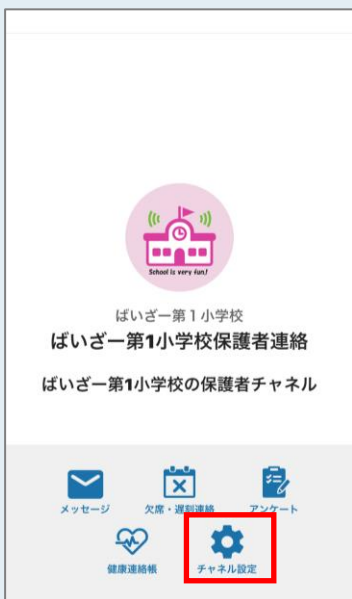 School is very fun!
ばいざー第１小学校
ばいざー第1小学校保護者連絡
ばいざー第1小学校の保護者チャネル
メッセージ
欠席・遅刻連絡
アンケート
健康連絡帳
チャネル設定